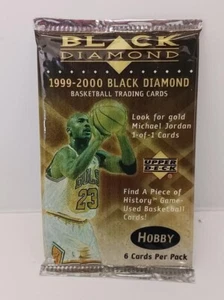 BLACK
DIAMOND
1999-2000 BLACK DIAMOND
BASKETBALL TRADING CARDS
Look for gold
Michael Jordan
1-of-1 Cards
UPPER
DECK
23
Find A Piece of
History™ Game-
Used Basketball
Cards!
HOBBY
6 Cards Per Pack